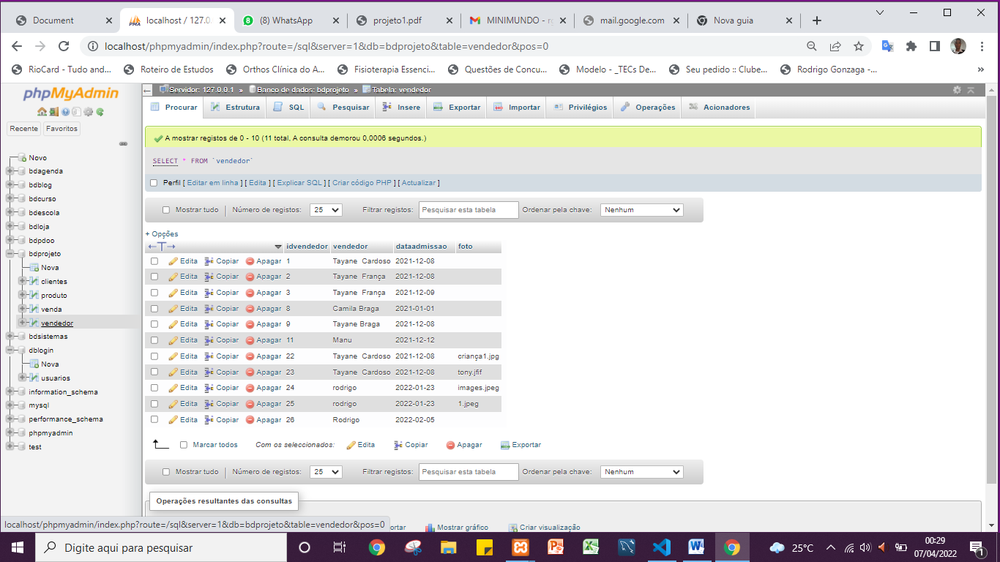 Document
localhost / 127.0.
(8) WhatsApp
projeto1.pdf
MINIMUNDO - r
mail.google.com
Nova guia
localhost/phpmyadmin/index.php?route=/sql&server=1&db=bdprojeto&table=vendedor&pos=0
RioCard - Tudo and...
Roteiro de Estudos
Orthos Clínica do A...
Fisioterapia Essenci...
Questões de Concu...
Modelo - _TECs De...
Seu pedido :: Clube...
Rodrigo Gonzaga -...
»
phpMyAdmin
Recente Favoritos
Novo
bdagenda
bdblog
bdcurso
bdescola
bdloja
bdpdoo
bdprojeto
Nova
clientes
produto
venda
vendedor
bdsistemas
dblogin
Nova
usuarios
information_schema
mysql
performance_schema
phpmyadmin
test
Servidor: 127.0.0.1 » Banco de dados: bdprojeto » Tabela: vendedor
Procurar Estrutura SQL Pesquisar Insere Exportar Importar Privilégios Operações Acionadores
A mostrar registos de 0 - 10 (11 total, A consulta demorou 0,0006 segundos.)
SELECT * FROM `vendedor`
Perfil [ Editar em linha ] [ Edita ] [ Explicar SQL ] [ Criar código PHP ] [ Actualizar ]
Mostrar tudo Número de registos: 25 Filtrar registos: Pesquisar esta tabela Ordenar pela chave: Nenhum
+ Opções
←T→ idvendedor vendedor dataadmissao foto
Edita Copiar Apagar 1 Tayane Cardoso 2021-12-08
Edita Copiar Apagar 2 Tayane França 2021-12-08
Edita Copiar Apagar 3 Tayane França 2021-12-09
Edita Copiar Apagar 8 Camila Braga 2021-01-01
Edita Copiar Apagar 9 Tayane Braga 2021-12-08
Edita Copiar Apagar 11 Manu 2021-12-12
Edita Copiar Apagar 22 Tayane Cardoso 2021-12-08 criança1.jpg
Edita Copiar Apagar 23 Tayane Cardoso 2021-12-08 tony.jfif
Edita Copiar Apagar 24 rodrigo 2022-01-23 images.jpeg
Edita Copiar Apagar 25 rodrigo 2022-01-23 1.jpeg
Edita Copiar Apagar 26 Rodrigo 2022-02-05
Marcar todos Com os seleccionados: Edita Copiar Apagar Exportar
Mostrar tudo Número de registos: 25 Filtrar registos: Pesquisar esta tabela Ordenar pela chave: Nenhum
Operações resultantes das consultas
ortar Mostrar gráfico Criar visualização
localhost/phpmyadmin/index.php?route=/sql&server=1&db=bdprojeto&table=vendedor&pos=0
Digite aqui para pesquisar
25°C
00:29
07/04/2022
1